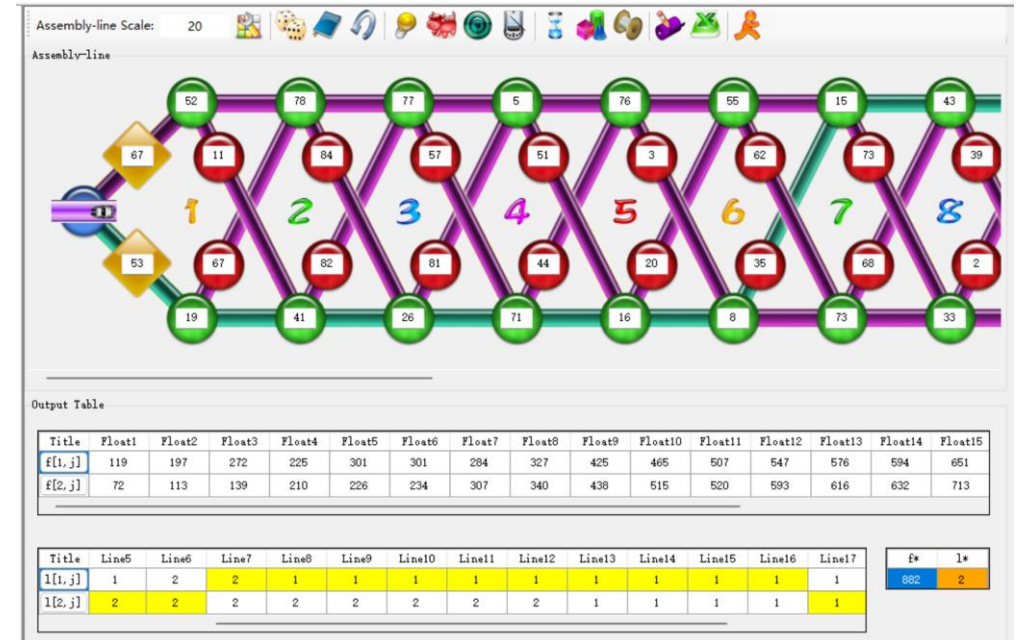 Assembly-line Scale: 20
Assembly-line
52 78 77 5 76 55 15 43
67 11 84 57 51 3 62 73 39
1 2 3 4 5 6 7 8
53 67 82 81 44 20 35 68 2
19 41 26 71 16 8 73 33
Output Table
Title Float1 Float2 Float3 Float4 Float5 Float6 Float7 Float8 Float9 Float10 Float11 Float12 Float13 Float14 Float15
f[1,j] 119 197 272 225 301 301 284 327 425 465 507 547 576 594 651
f[2,j] 72 113 139 210 226 234 307 340 438 515 520 593 616 632 713
Title Line5 Line6 Line7 Line8 Line9 Line10 Line11 Line12 Line13 Line14 Line15 Line16 Line17 f* l*
l[1,j] 1 2 2 1 1 1 1 1 1 1 1 1 1 882 2
l[2,j] 2 2 2 2 2 2 2 2 1 1 1 1 1